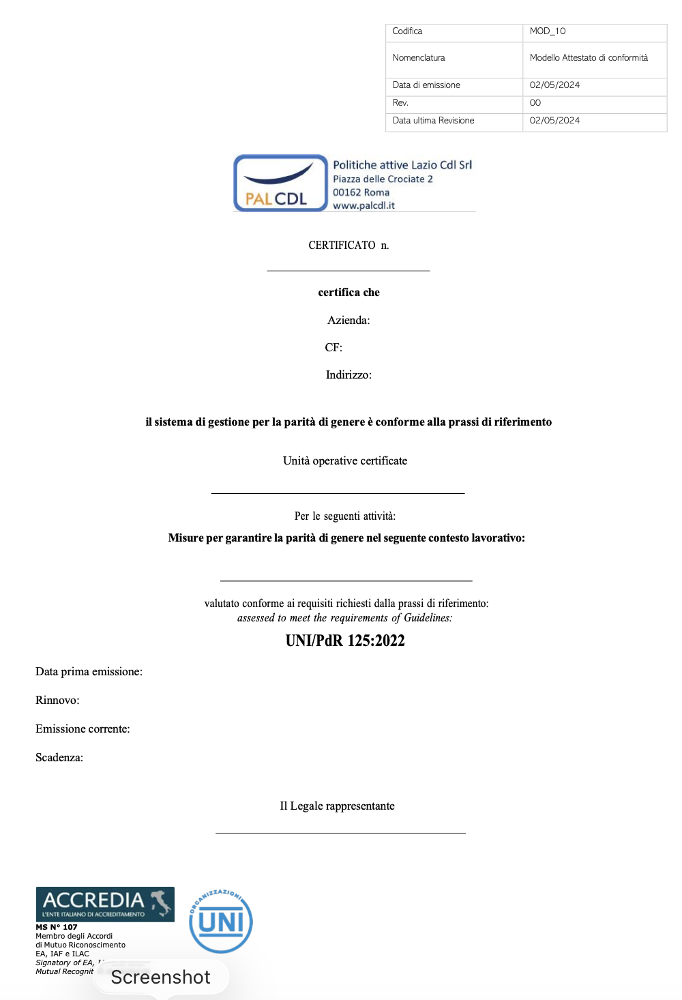 Codifica MOD_10
Nomenclatura Modello Attestato di conformità
Data di emissione 02/05/2024
Rev. 00
Data ultima Revisione 02/05/2024
PALCDL
Politiche attive Lazio Cdl Srl
Piazza delle Crociate 2
00162 Roma
www.palcdl.it
CERTIFICATO n.
certifica che
Azienda:
CF:
Indirizzo:
il sistema di gestione per la parità di genere è conforme alla prassi di riferimento
Unità operative certificate
Per le seguenti attività:
Misure per garantire la parità di genere nel seguente contesto lavorativo:
valutato conforme ai requisiti richiesti dalla prassi di riferimento:
assessed to meet the requirements of Guidelines:
UNI/PdR 125:2022
Data prima emissione:
Rinnovo:
Emissione corrente:
Scadenza:
Il Legale rappresentante
ACCREDIA
L'ENTE ITALIANO DI ACCREDITAMENTO
MS N° 107
Membro degli Accordi
di Mutuo Riconoscimento
EA, IAF e ILAC
Signatory of EA,
Mutual Recognit
ORGANIZZAZIONI
UNI
Screenshot